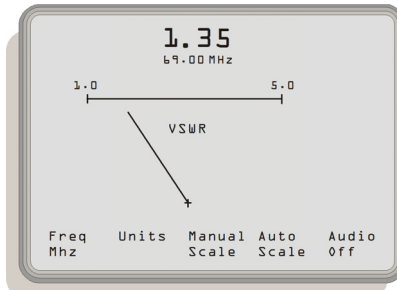 1.35
69.00 MHz
1.0 5.0
VSWR
Freq Units Manual Auto Audio
Mhz Scale Scale Off